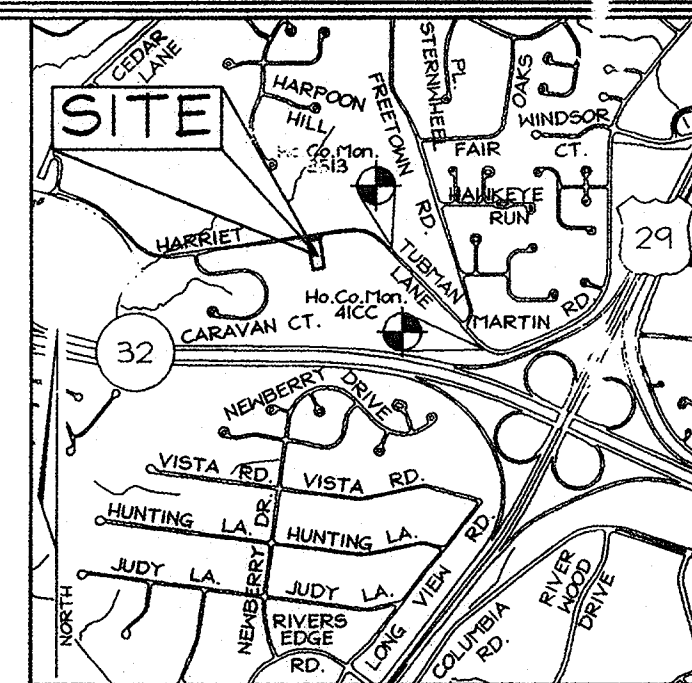 CEDAR
LANE
SITE
HARPOON
HILL
FREETOWN
RD.
STERNWHEEL
PL.
OAKS
FAIR
WINDSOR
CT.
Co.Mon.
HAWKEYE
RUN
29
HARRIET
TUBMAN
LANE
Ho.Co.Mon.
41CC
CARAVAN CT.
MARTIN
RD.
32
NEWBERRY DRIVE
VISTA RD.
VISTA RD.
HUNTING LA.
HUNTING LA.
JUDY LA.
JUDY LA.
NEWBERRY
DR.
RIVERS
EDGE
RD.
LONG VIEW RD.
COLUMBIA
RD.
RIVER
WOOD
DRIVE
NORTH